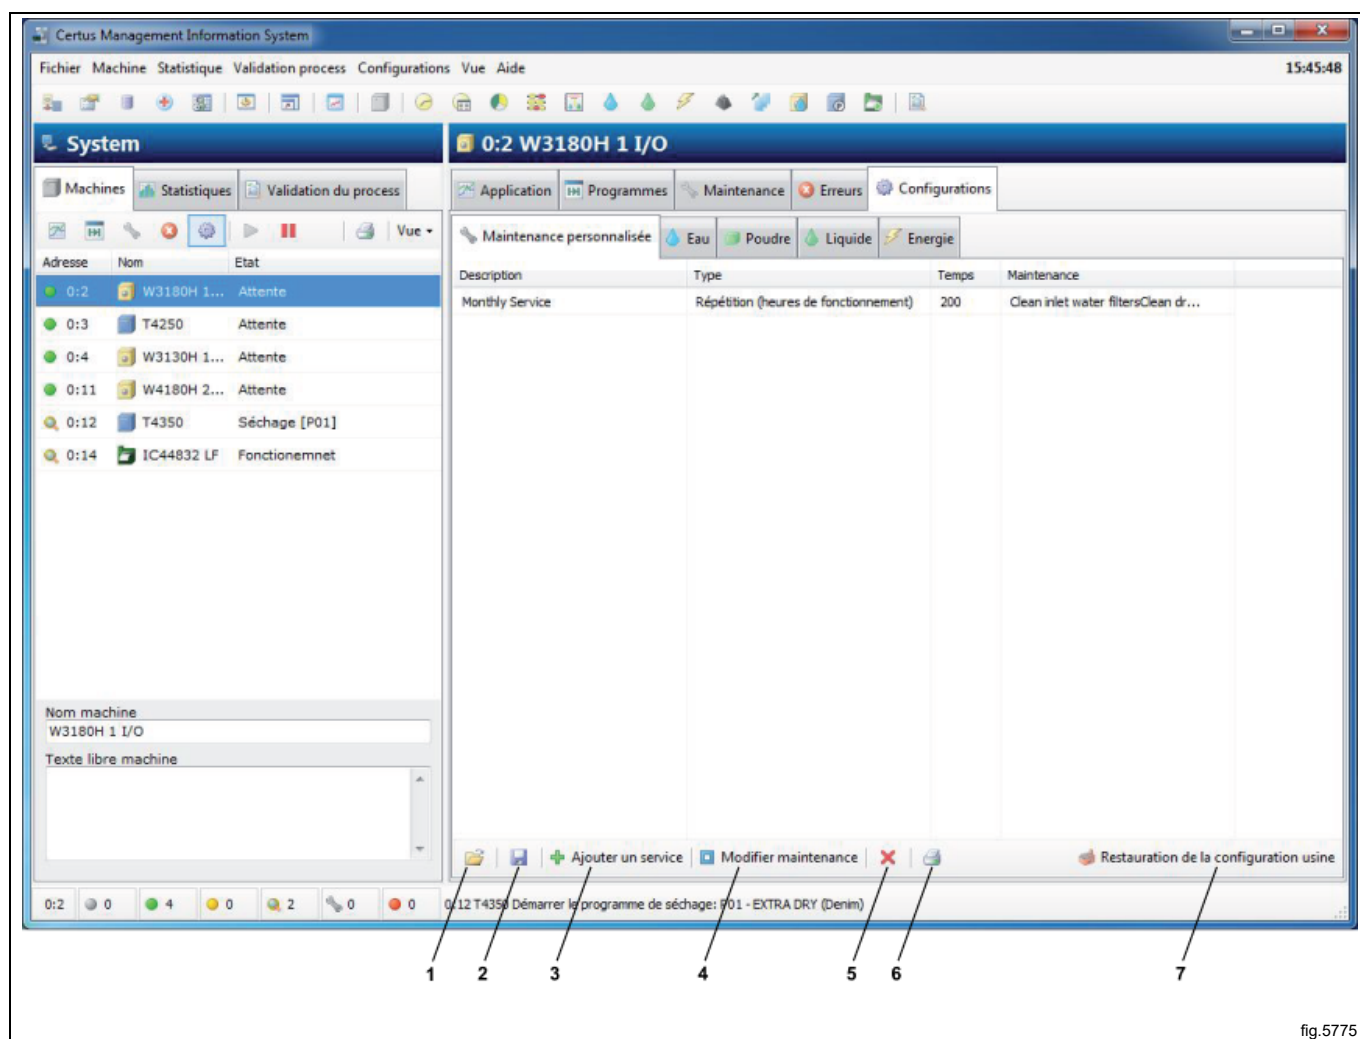 Certus Management Information System
Fichier Machine Statistique Validation process Configurations Vue Aide 15:45:48
System
0:2 W3180H 1 I/O
Machines Statistiques Validation du process
Application Programmes Maintenance Erreurs Configurations
Vue
Maintenance personnalisée Eau Poudre Liquide Energie
Adresse Nom Etat
Description Type Temps Maintenance
0:2 W3180H 1... Attente
Monthly Service Répétition (heures de fonctionnement) 200 Clean inlet water filtersClean dr...
0:3 T4250 Attente
0:4 W3130H 1... Attente
0:11 W4180H 2... Attente
0:12 T4350 Séchage [P01]
0:14 IC44832 LF Fonctionemnet
Nom machine
W3180H 1 I/O
Texte libre machine
Ajouter un service Modifier maintenance Restauration de la configuration usine
0:2 0 4 0 2 0 0 0:12 T4350 Démarrer le programme de séchage: P01 - EXTRA DRY (Denim)
1 2 3 4 5 6 7
fig.5775